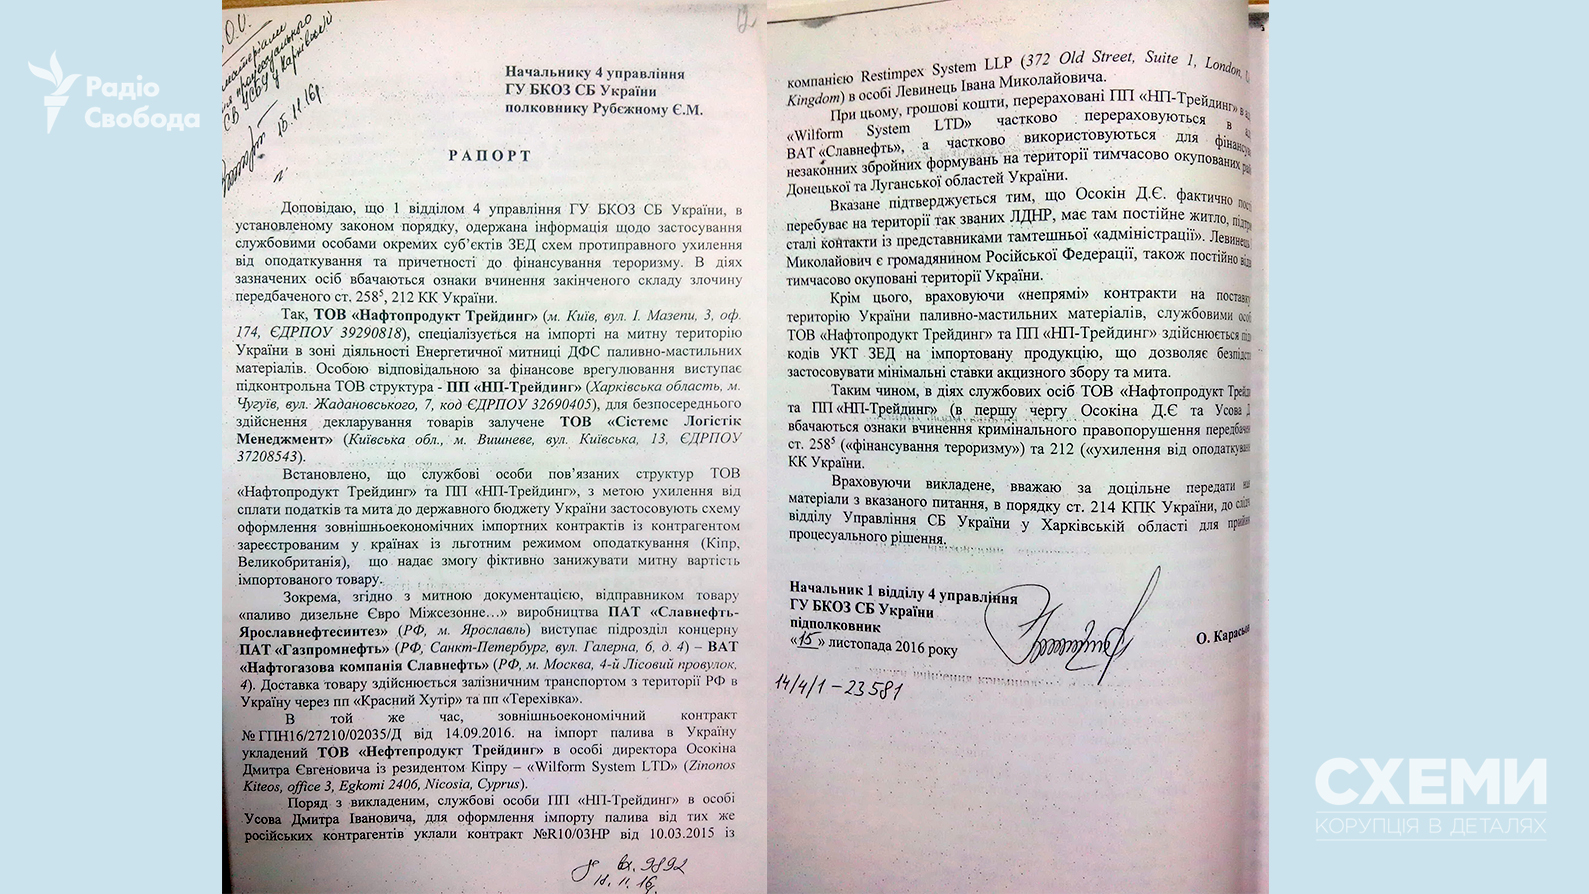 Радіо
Свобода
15.11.16р.
Начальнику 4 управління
ГУ БКОЗ СБ України
полковнику Рубєжному Є.М.
РАПОРТ
Доповідаю, що 1 відділом 4 управління ГУ БКОЗ СБ України, в
установленому законом порядку, одержана інформація щодо застосування
службовими особами окремих суб’єктів ЗЕД схем протиправного ухилення
від оподаткування та причетності до фінансування тероризму. В діях
зазначених осіб вбачаються ознаки вчинення закінченого складу злочину
передбаченого ст. 258⁵, 212 КК України.
Так, ТОВ «Нафтопродукт Трейдинг» (м. Київ, вул. І. Мазепи, 3, оф.
174, ЄДРПОУ 39290818), спеціалізується на імпорті на митну територію
України в зоні діяльності Енергетичної митниці ДФС паливно-мастильних
матеріалів. Особою відповідальною за фінансове врегулювання виступає
підконтрольна ТОВ структура - ПП «НП-Трейдинг» (Харківська область, м.
Чугуїв, вул. Жадановського, 7, код ЄДРПОУ 32690405), для безпосереднього
здійснення декларування товарів залучене ТОВ «Сістемс Логістік
Менеджмент» (Київська обл., м. Вишневе, вул. Київська, 13, ЄДРПОУ
37208543).
Встановлено, що службові особи пов’язаних структур ТОВ
«Нафтопродукт Трейдинг» та ПП «НП-Трейдинг», з метою ухилення від
сплати податків та мита до державного бюджету України застосовують схему
оформлення зовнішньоекономічних імпортних контрактів із контрагентом
зареєстрованим у країнах із льготним режимом оподаткування (Кіпр,
Великобританія), що надає змогу фіктивно занижувати митну вартість
імпортованого товару.
Зокрема, згідно з митною документацією, відправником товару
«паливо дизельне Євро Міжсезонне…» виробництва ПАТ «Славнефть-
Ярославнефтесинтез» (РФ, м. Ярославль) виступає підрозділ концерну
ПАТ «Газпромнефть» (РФ, Санкт-Петербург, вул. Галерна, 6, д. 4) – ВАТ
«Нафтогазова компанія Славнефть» (РФ, м. Москва, 4-й Лісовий провулок,
4). Доставка товару здійснюється залізничним транспортом з території РФ в
Україну через пп «Красний Хутір» та пп «Терехівка».
В той же час, зовнішньоекономічний контракт
№ГПН16/27210/02035/Д від 14.09.2016. на імпорт палива в Україну
укладений ТОВ «Нефтепродукт Трейдинг» в особі директора Осокіна
Дмитра Євгеновича із резидентом Кіпру – «Wilform System LTD» (Zinonos
Kiteos, office 3, Egkomi 2406, Nicosia, Cyprus).
Поряд з викладеним, службові особи ПП «НП-Трейдинг» в особі
Усова Дмитра Івановича, для оформлення імпорту палива від тих же
російських контрагентів уклали контракт №R10/03НР від 10.03.2015 із
вх. 9892
18.11.16р.
компанією Restimpex System LLP (372 Old Street, Suite 1, London,
Kingdom) в особі Левинець Івана Миколайовича.
При цьому, грошові кошти, перераховані ПП «НП-Трейдинг» в
«Wilform System LTD» частково перераховуються в
ВАТ «Славнефть», а частково використовуються для
незаконних збройних формувань на території тимчасово окупованих
Донецької та Луганської областей України.
Вказане підтверджується тим, що Осокін Д.Є. фактично
перебуває на території так званих ЛДНР, має там постійне житло,
сталі контакти із представниками тамтешньої «адміністрації». Левинець
Миколайович є громадянином Російської Федерації, також постійно
тимчасово окуповані території України.
Крім цього, враховуючи «непрямі» контракти на
територію України паливно-мастильних матеріалів, службовими
ТОВ «Нафтопродукт Трейдинг» та ПП «НП-Трейдинг» здійснюється
кодів УКТ ЗЕД на імпортовану продукцію, що дозволяє
застосовувати мінімальні ставки акцизного збору та мита.
Таким чином, в діях службових осіб ТОВ «Нафтопродукт
та ПП «НП-Трейдинг» (в першу чергу Осокіна Д.Є та Усова
вбачаються ознаки вчинення кримінального правопорушення
ст. 258⁵ («фінансування тероризму») та 212 («ухилення від
КК України.
Враховуючи викладене, вважаю за доцільне передати
матеріали з вказаного питання, в порядку ст. 214 КПК України, до
відділу Управління СБ України у Харківській області для
процесуального рішення.
Начальник 1 відділу 4 управління
ГУ БКОЗ СБ України
підполковник
«15» листопада 2016 року
О.
14/4/1-23581
СХЕМИ
КОРУПЦІЯ В ДЕТАЛЯХ